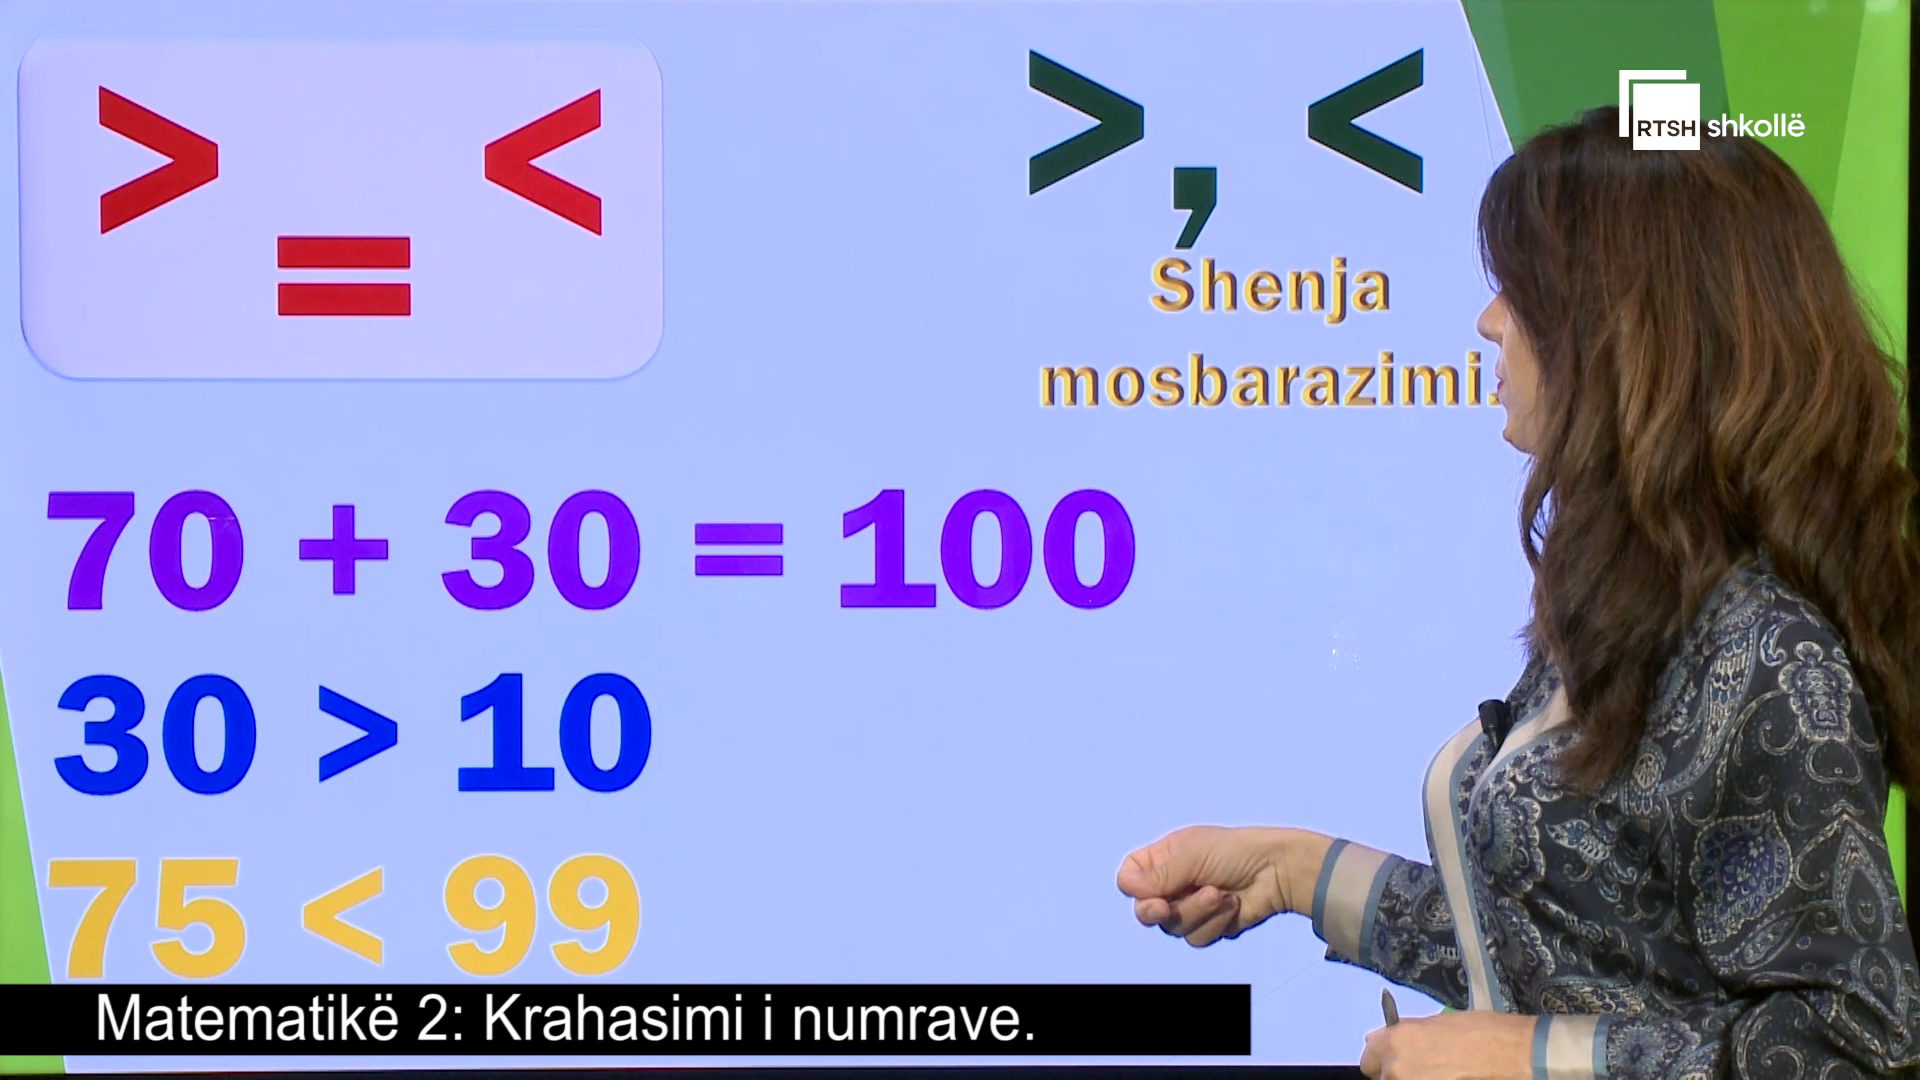 > = <
>, <
Shenja
mosbarazimi.
70 + 30 = 100
30 > 10
75 < 99
RTSH shkollë
Matematikë 2: Krahasimi i numrave.